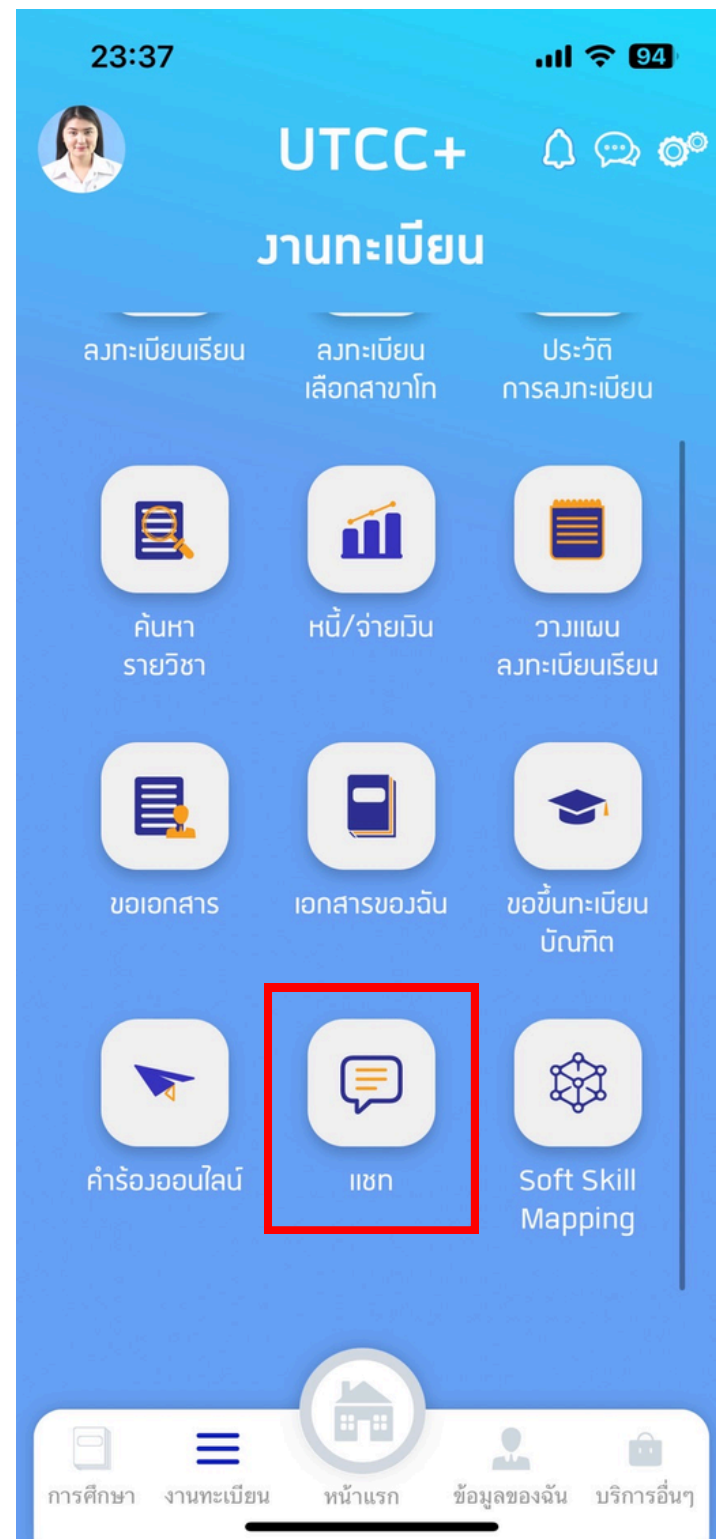 23:37
94
UTCC+
งานทะเบียน
ลงทะเบียนเรียน
ลงทะเบียน
เลือกสาขาโท
ประวัติ
การลงทะเบียน
ค้นหา
รายวิชา
หนี้/จ่ายเงิน
วางแผน
ลงทะเบียนเรียน
ขอเอกสาร
เอกสารของฉัน
ขอขึ้นทะเบียน
บัณฑิต
คำร้องออนไลน์
แชท
Soft Skill
Mapping
การศึกษา
งานทะเบียน
หน้าแรก
ข้อมูลของฉัน
บริการอื่นๆ